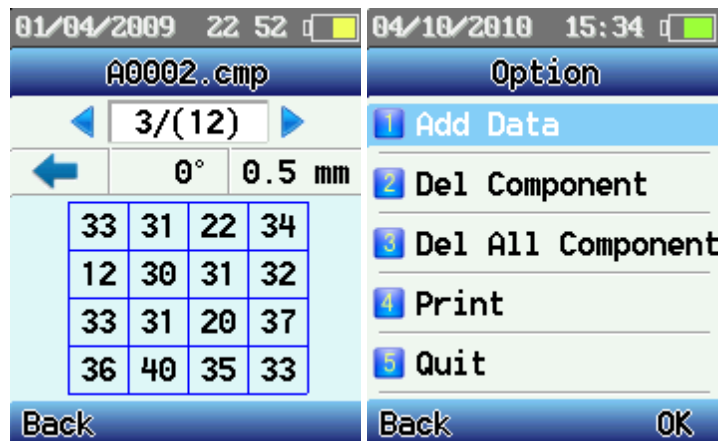 01/04/2009 22 52
A0002.cmp
3/(12)
0° 0.5 mm
33 31 22 34
12 30 31 32
33 31 20 37
36 40 35 33
Back
04/10/2010 15:34
Option
1 Add Data
2 Del Component
3 Del All Component
4 Print
5 Quit
Back OK